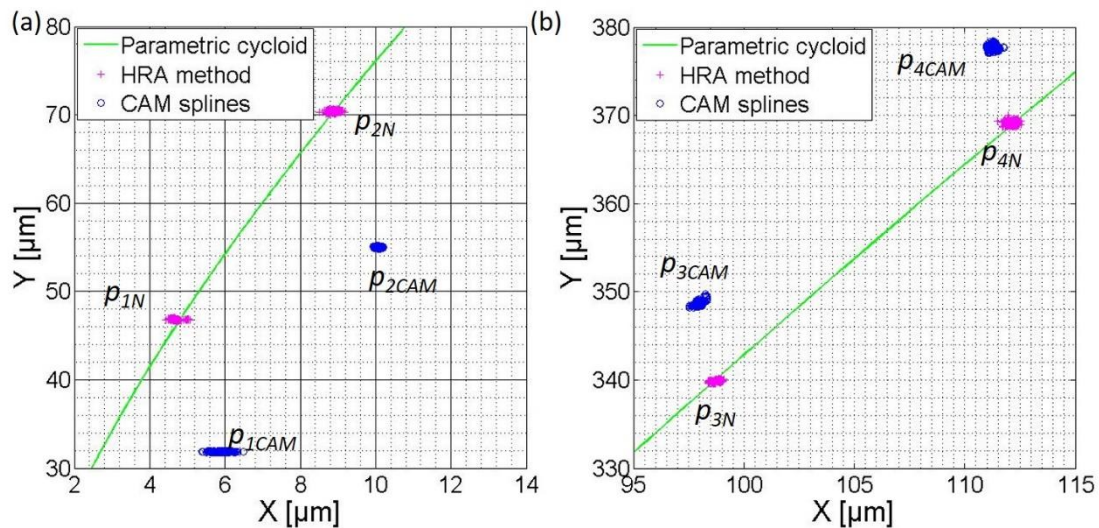 (a)
80
70
60
50
40
30
2
4
6
8
10
12
14
Y [µm]
X [µm]
Parametric cycloid
HRA method
CAM splines
p2N
p2CAM
p1N
p1CAM
(b)
380
370
360
350
340
330
95
100
105
110
115
Y [µm]
X [µm]
Parametric cycloid
HRA method
CAM splines
p4CAM
p4N
p3CAM
p3N